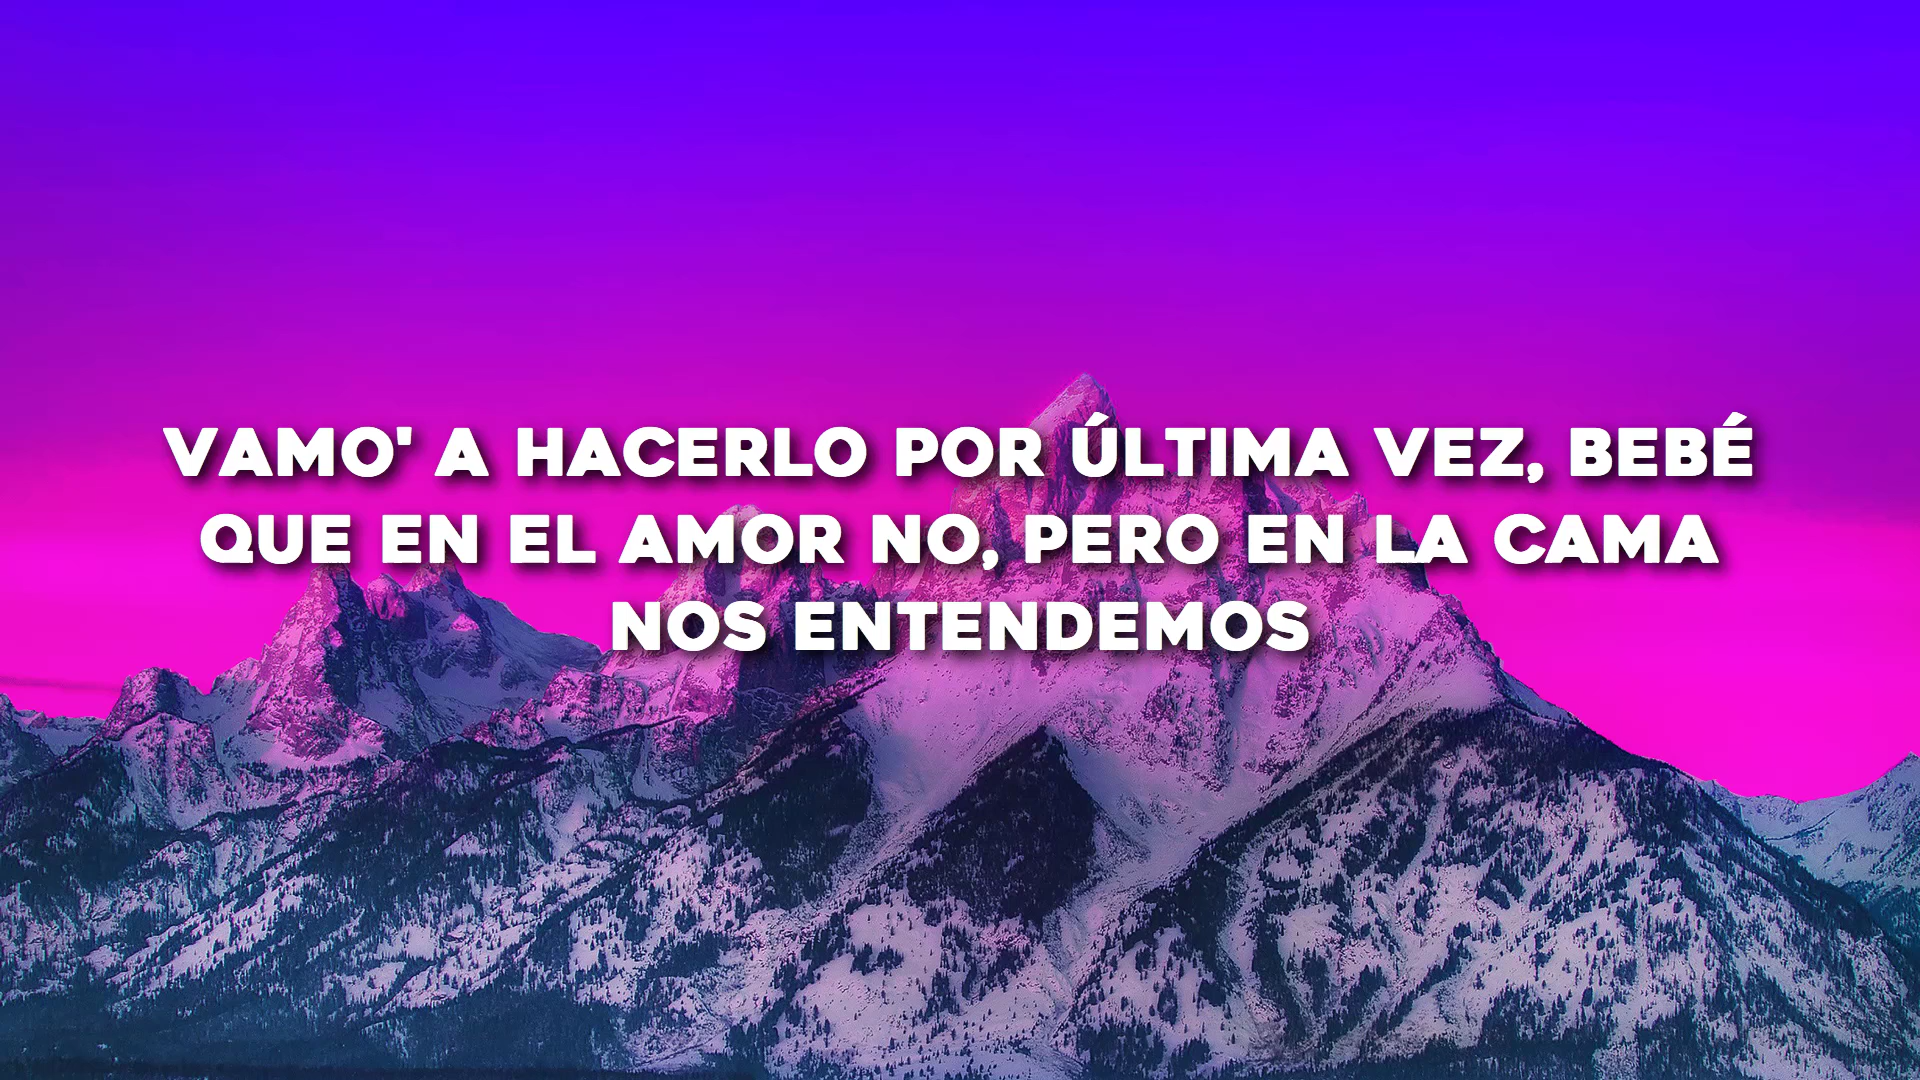 VAMO' A HACERLO POR ÚLTIMA VEZ, BEBÉ
QUE EN EL AMOR NO, PERO EN LA CAMA
NOS ENTENDEMOS